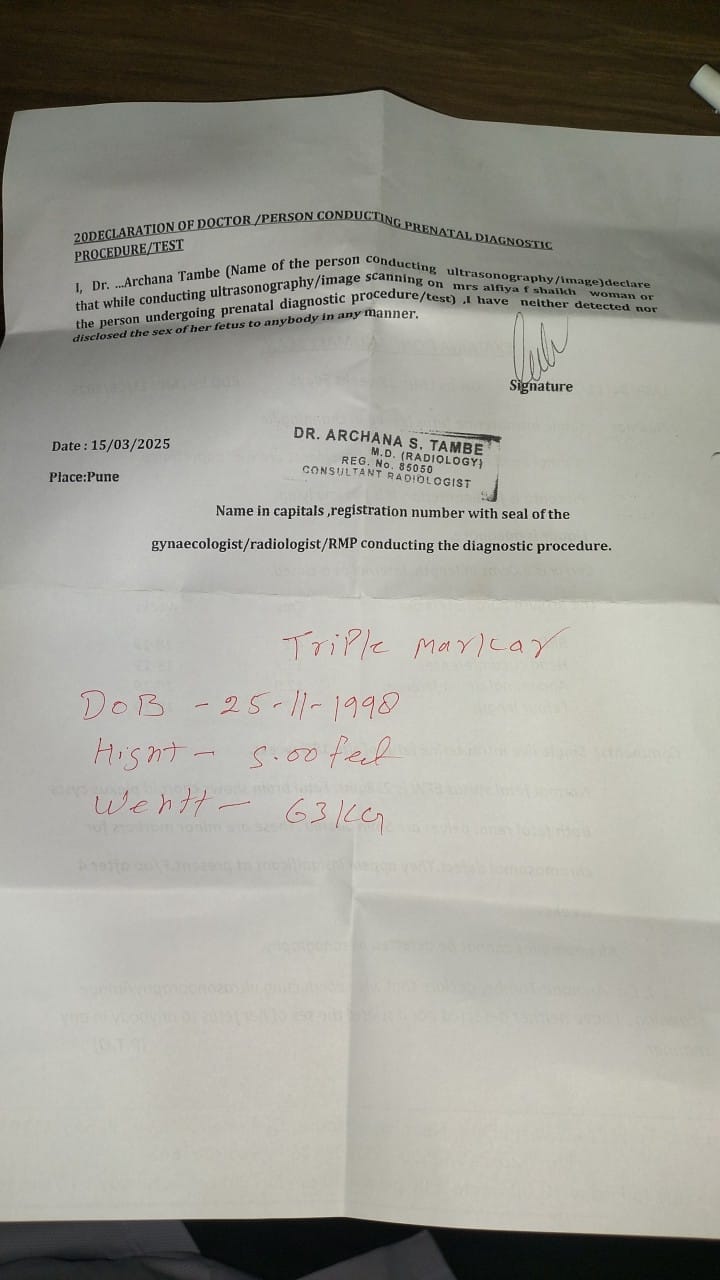 20DECLARATION OF DOCTOR /PERSON CONDUCTING PRENATAL DIAGNOSTIC
PROCEDURE/TEST
I, Dr. ...Archana Tambe (Name of the person conducting ultrasonography/image)declare
that while conducting ultrasonography/image scanning on mrs alfiya f shaikh woman or
the person undergoing prenatal diagnostic procedure/test) ,I have neither detected nor
disclosed the sex of her fetus to anybody in any manner.
Signature
Date : 15/03/2025
DR. ARCHANA S. TAMBE
M.D. (RADIOLOGY)
REG. No. 85050
CONSULTANT RADIOLOGIST
Place:Pune
Name in capitals ,registration number with seal of the
gynaecologist/radiologist/RMP conducting the diagnostic procedure.
Triple markar
DOB - 25-11-1998
Hignt - 5.00 feet
Wentt - 63 KG